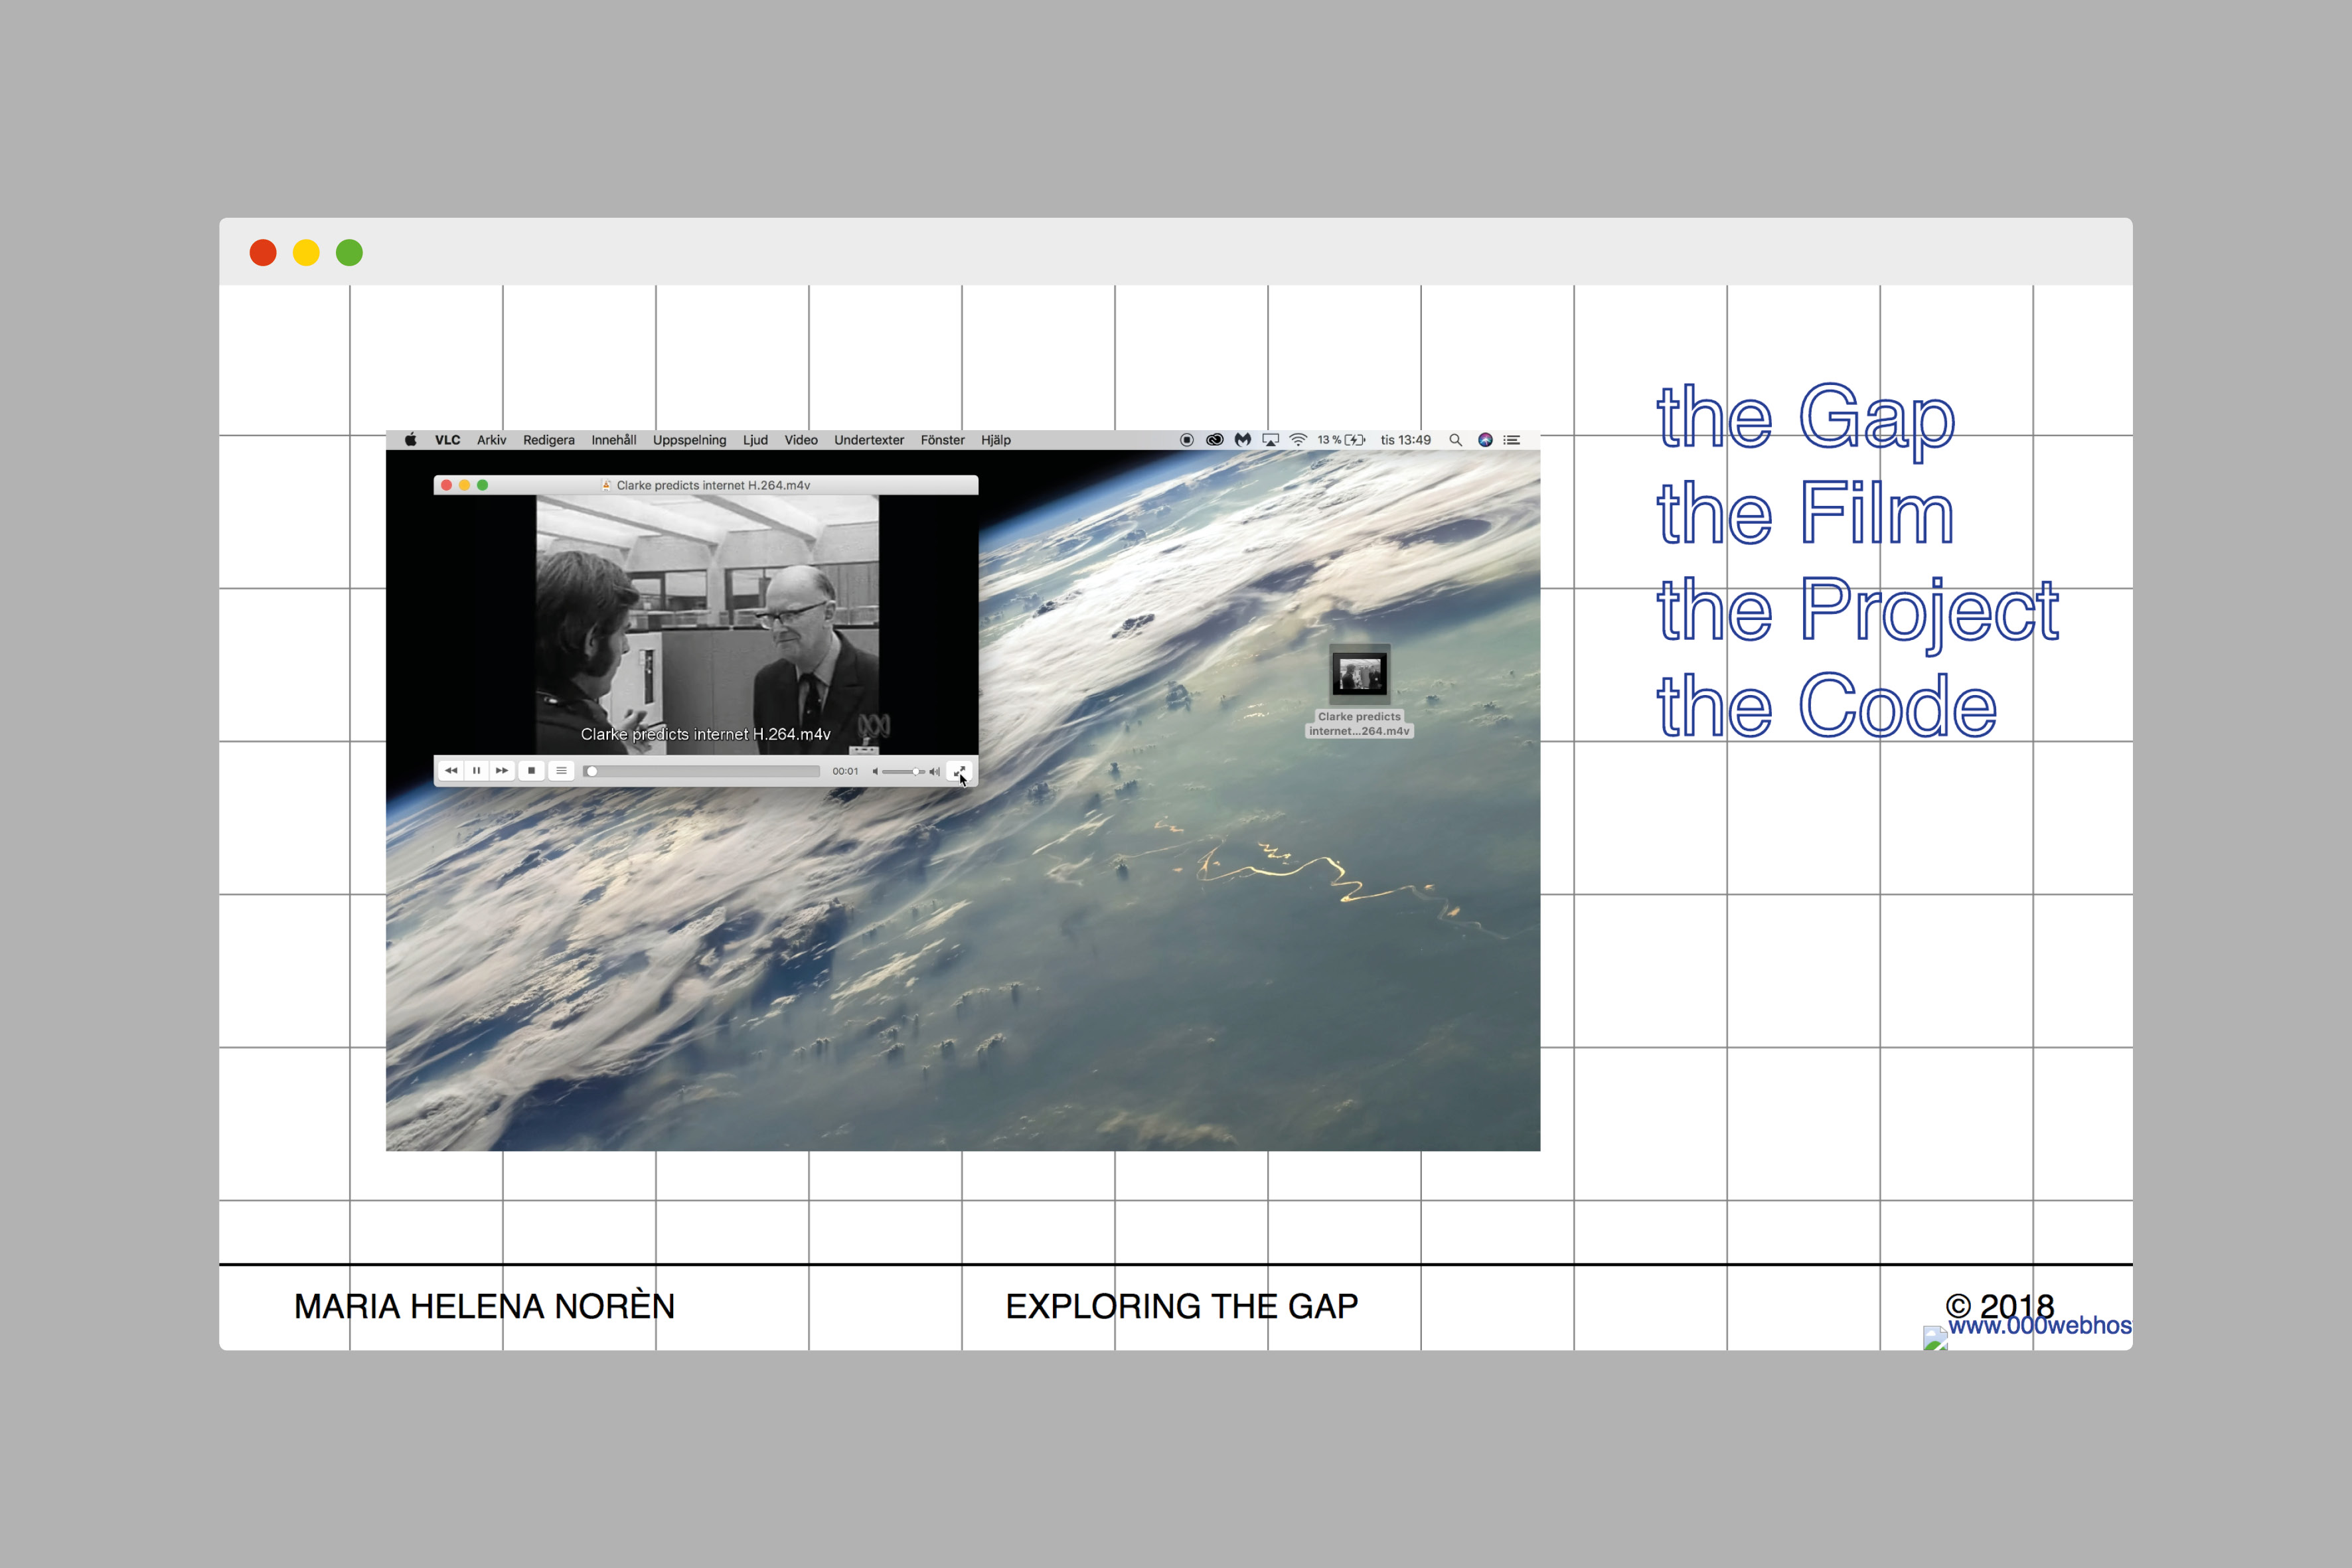 VLC Arkiv Redigera Innehåll Uppspelning Ljud Video Undertexter Fönster Hjälp 13 % tis 13:49
Clarke predicts internet H.264.m4v
Clarke predicts internet H.264.m4v
00:01
Clarke predicts
internet...264.m4v
the Gap
the Film
the Project
the Code
MARIA HELENA NORÈN EXPLORING THE GAP © 2018
www.000webhos